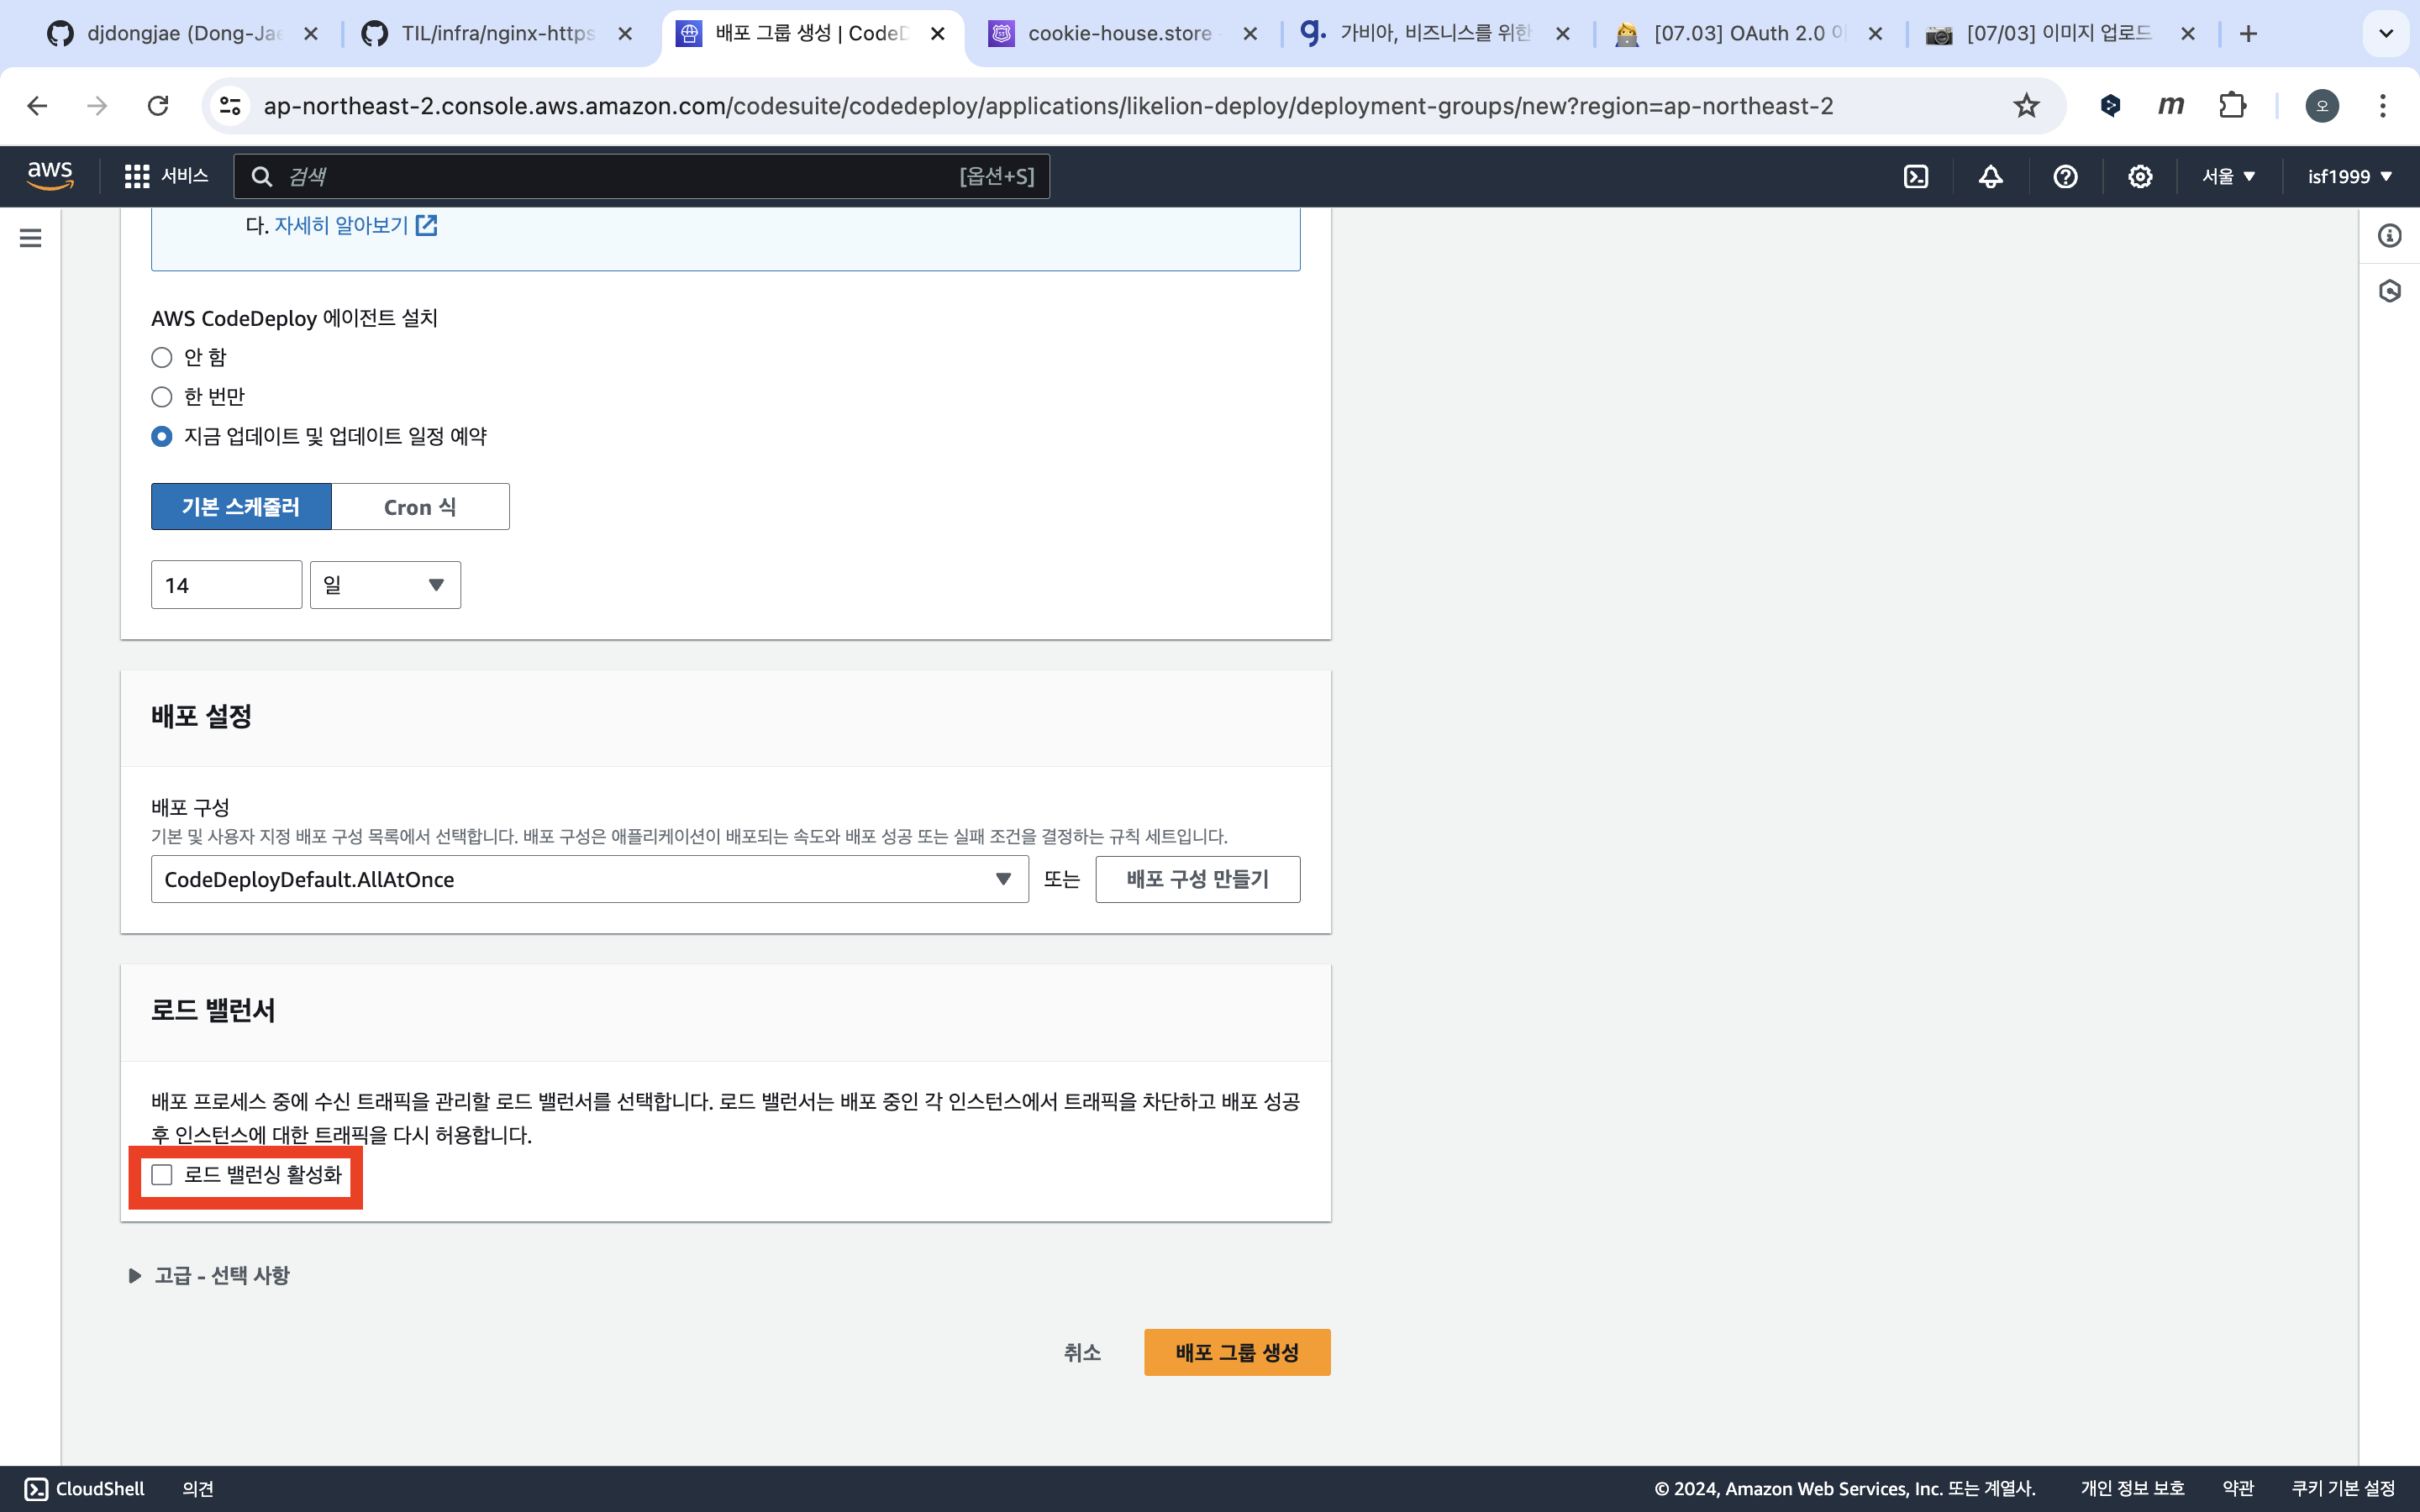 djdongjae (Dong-Jae
TIL/infra/nginx-https
배포 그룹 생성 | CodeD
cookie-house.store
가비아, 비즈니스를 위한
[07.03] OAuth 2.0 이
[07/03] 이미지 업로드
ap-northeast-2.console.aws.amazon.com/codesuite/codedeploy/applications/likelion-deploy/deployment-groups/new?region=ap-northeast-2
m
오
aws
서비스
검색
[옵션+S]
서울
isf1999
다. 자세히 알아보기
AWS CodeDeploy 에이전트 설치
안 함
한 번만
지금 업데이트 및 업데이트 일정 예약
기본 스케줄러
Cron 식
14
일
배포 설정
배포 구성
기본 및 사용자 지정 배포 구성 목록에서 선택합니다. 배포 구성은 애플리케이션이 배포되는 속도와 배포 성공 또는 실패 조건을 결정하는 규칙 세트입니다.
CodeDeployDefault.AllAtOnce
또는
배포 구성 만들기
로드 밸런서
배포 프로세스 중에 수신 트래픽을 관리할 로드 밸런서를 선택합니다. 로드 밸런서는 배포 중인 각 인스턴스에서 트래픽을 차단하고 배포 성공
후 인스턴스에 대한 트래픽을 다시 허용합니다.
로드 밸런싱 활성화
고급 - 선택 사항
취소
배포 그룹 생성
CloudShell
의견
© 2024, Amazon Web Services, Inc. 또는 계열사.
개인 정보 보호
약관
쿠키 기본 설정